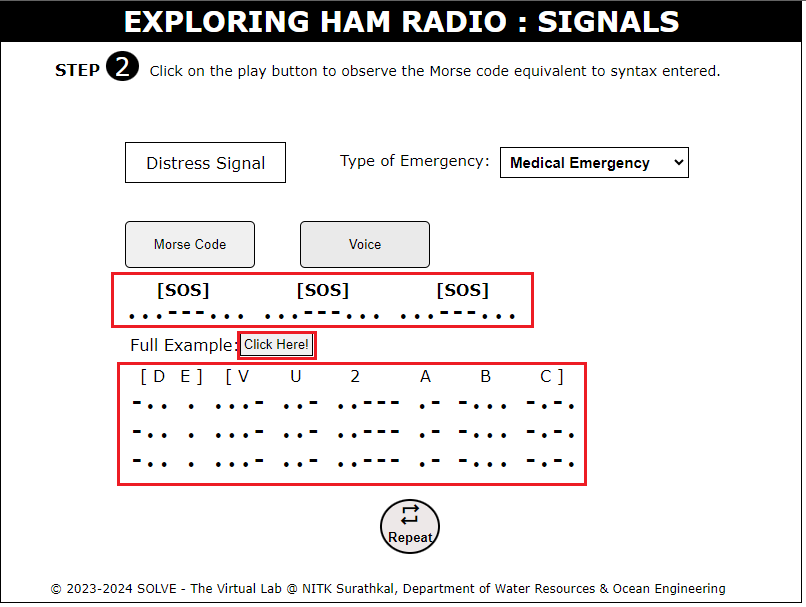 EXPLORING HAM RADIO : SIGNALS
STEP 2 Click on the play button to observe the Morse code equivalent to syntax entered.
Distress Signal
Type of Emergency: Medical Emergency
Morse Code Voice
[SOS] [SOS] [SOS]
...---... ...---... ...---...
Full Example: Click Here!
[ D E ] [ V U 2 A B C ]
-.. . ...- ..- ..--- .- -... -.-.
-.. . ...- ..- ..--- .- -... -.-.
-.. . ...- ..- ..--- .- -... -.-.
Repeat
© 2023-2024 SOLVE - The Virtual Lab @ NITK Surathkal, Department of Water Resources & Ocean Engineering